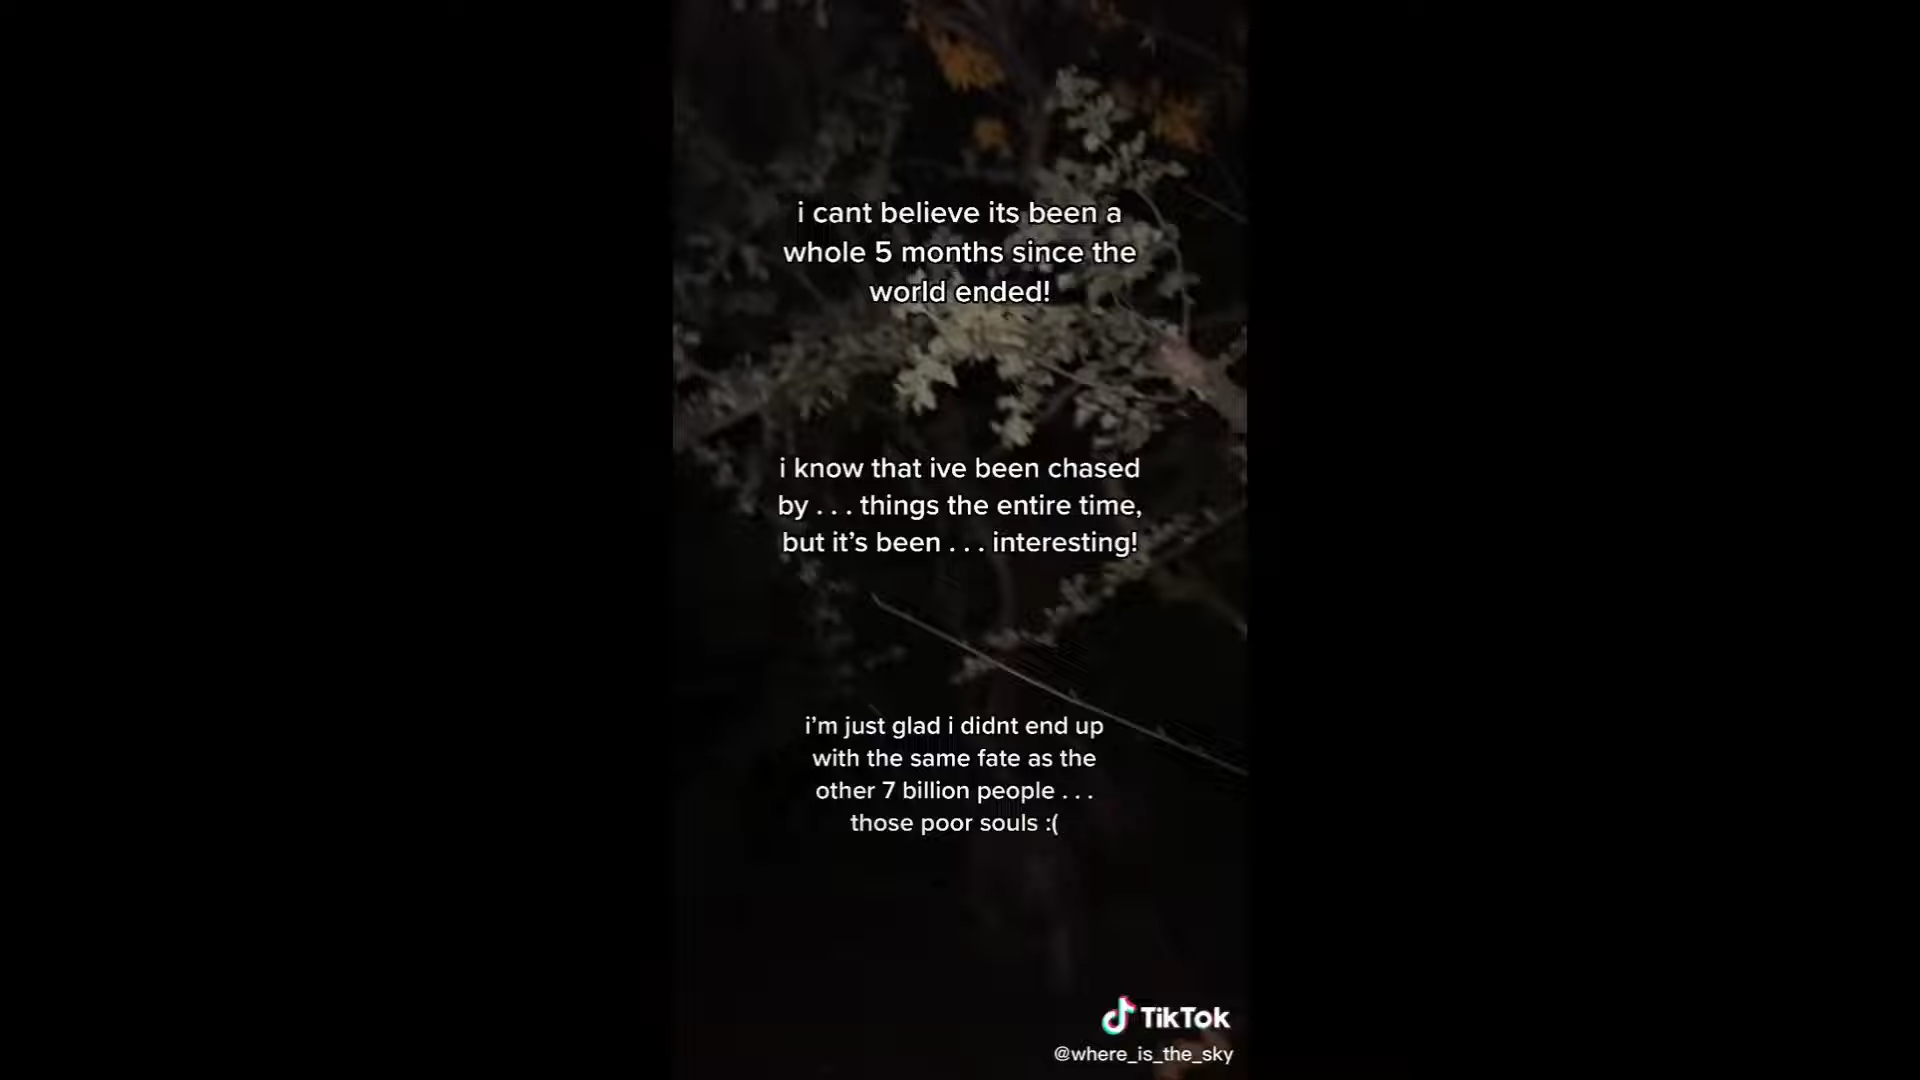 i cant believe its been a
whole 5 months since the
world ended!
i know that ive been chased
by . . . things the entire time,
but it’s been . . . interesting!
i’m just glad i didnt end up
with the same fate as the
other 7 billion people . . .
those poor souls :(
TikTok
@where_is_the_sky